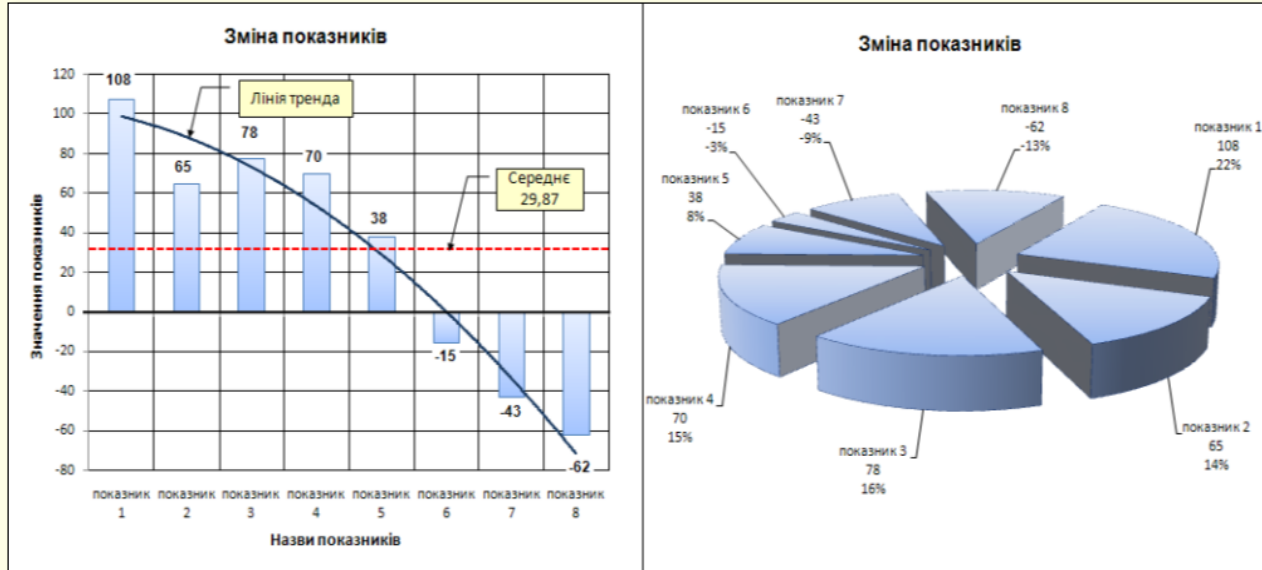 Зміна показників
120
100
80
60
40
20
0
-20
-40
-60
-80
Значення показників
108
65
78
70
38
-15
-43
-62
Лінія тренда
Середнє
29,87
показник
1
показник
2
показник
3
показник
4
показник
5
показник
6
показник
7
показник
8
Назви показників
Зміна показників
показник 1
108
22%
показник 2
65
14%
показник 3
78
16%
показник 4
70
15%
показник 5
38
8%
показник 6
-15
-3%
показник 7
-43
-9%
показник 8
-62
-13%